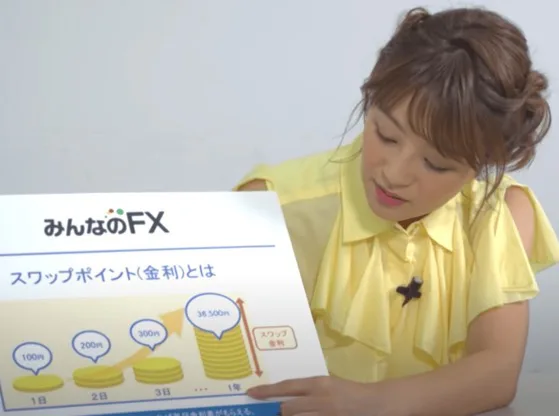 みんなのFX
スワップポイント(金利)とは
100円
200円
300円
36,500円
スワップ
金利
1日
2日
3日
...
1年